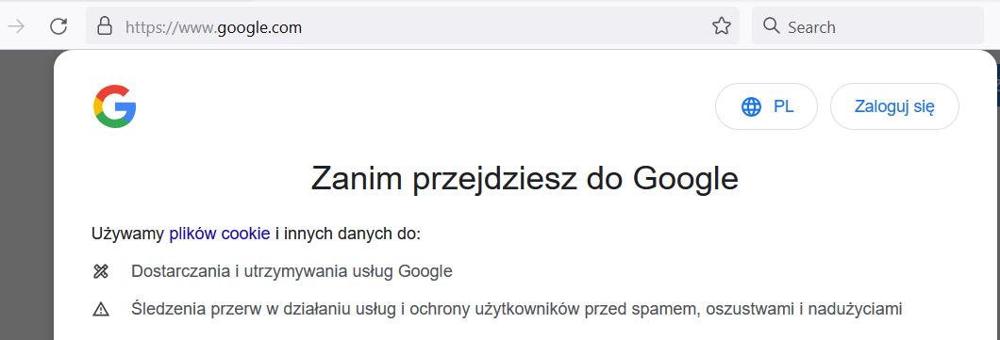 https://www.google.com
Search
PL
Zaloguj się
Zanim przejdziesz do Google
Używamy plików cookie i innych danych do:
Dostarczania i utrzymywania usług Google
Śledzenia przerw w działaniu usług i ochrony użytkowników przed spamem, oszustwami i nadużyciami